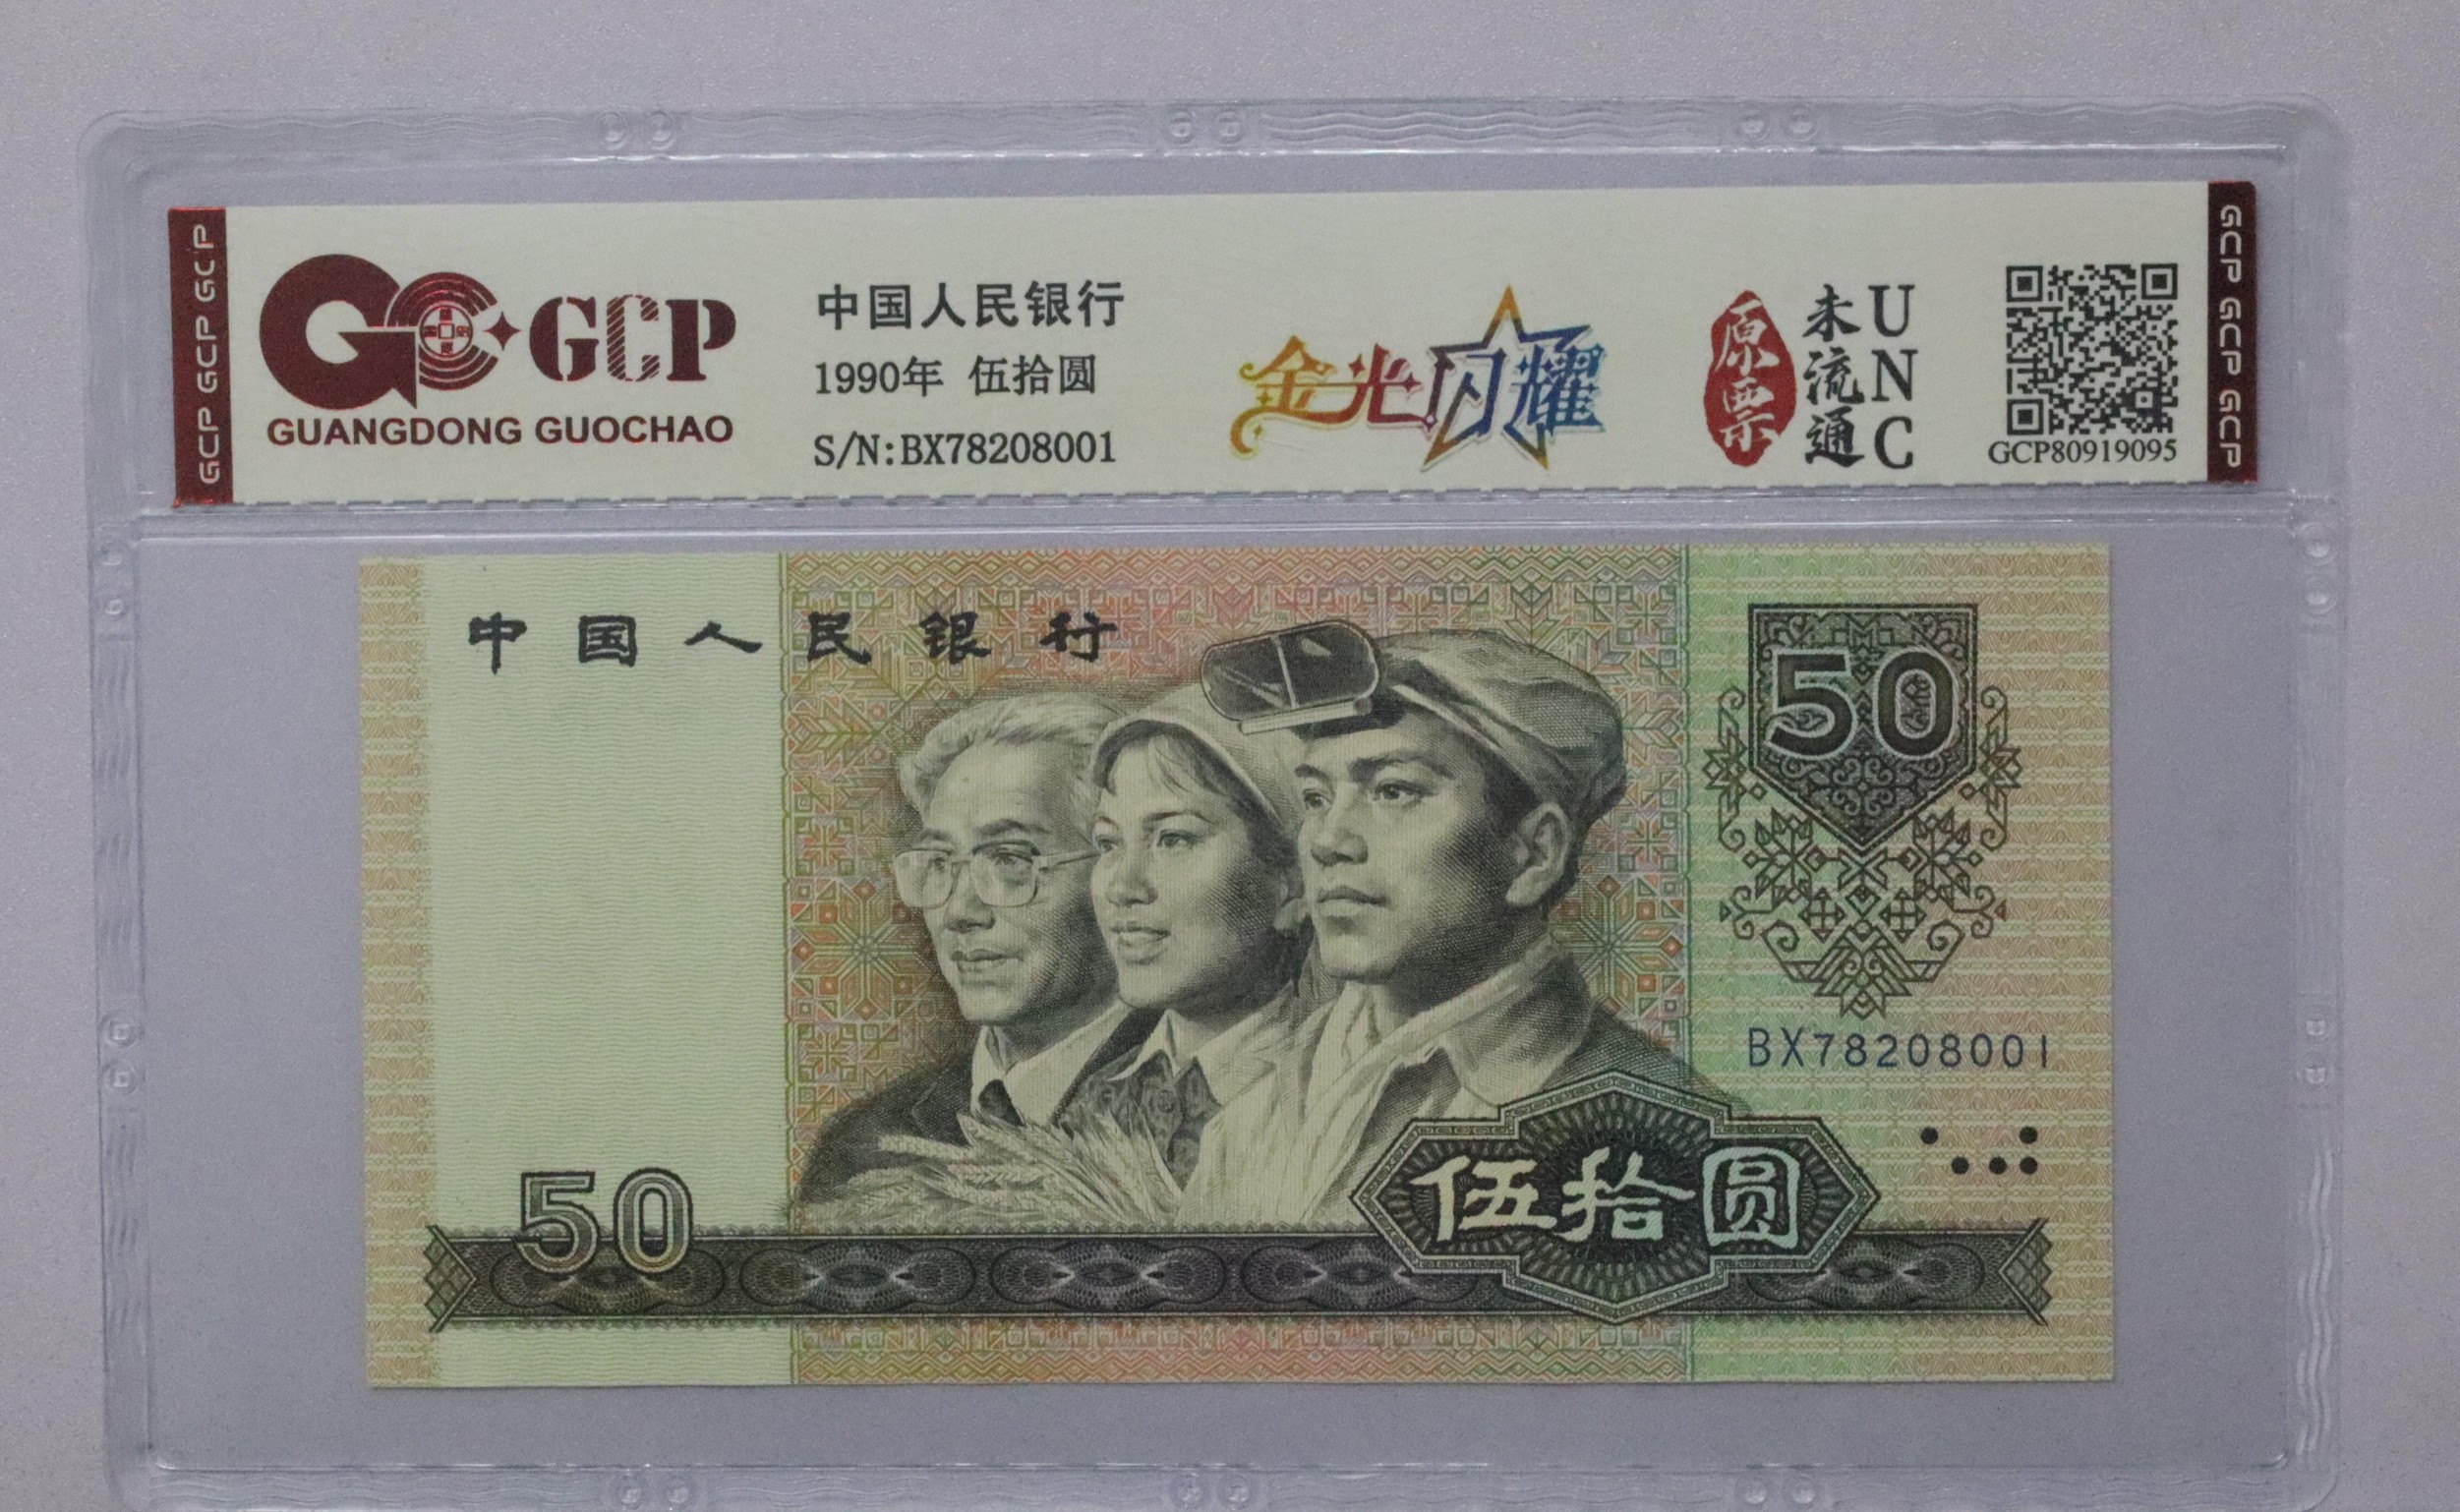 GCP GCP GCP
GC GCP
GUANGDONG GUOCHAO
中国人民银行
1990年 伍拾圆
S/N:BX78208001
金光闪耀
原票
未流通
UNC
GCP80919095
GCP GCP GCP
中国人民银行
50
BX78208001
50
伍拾圆